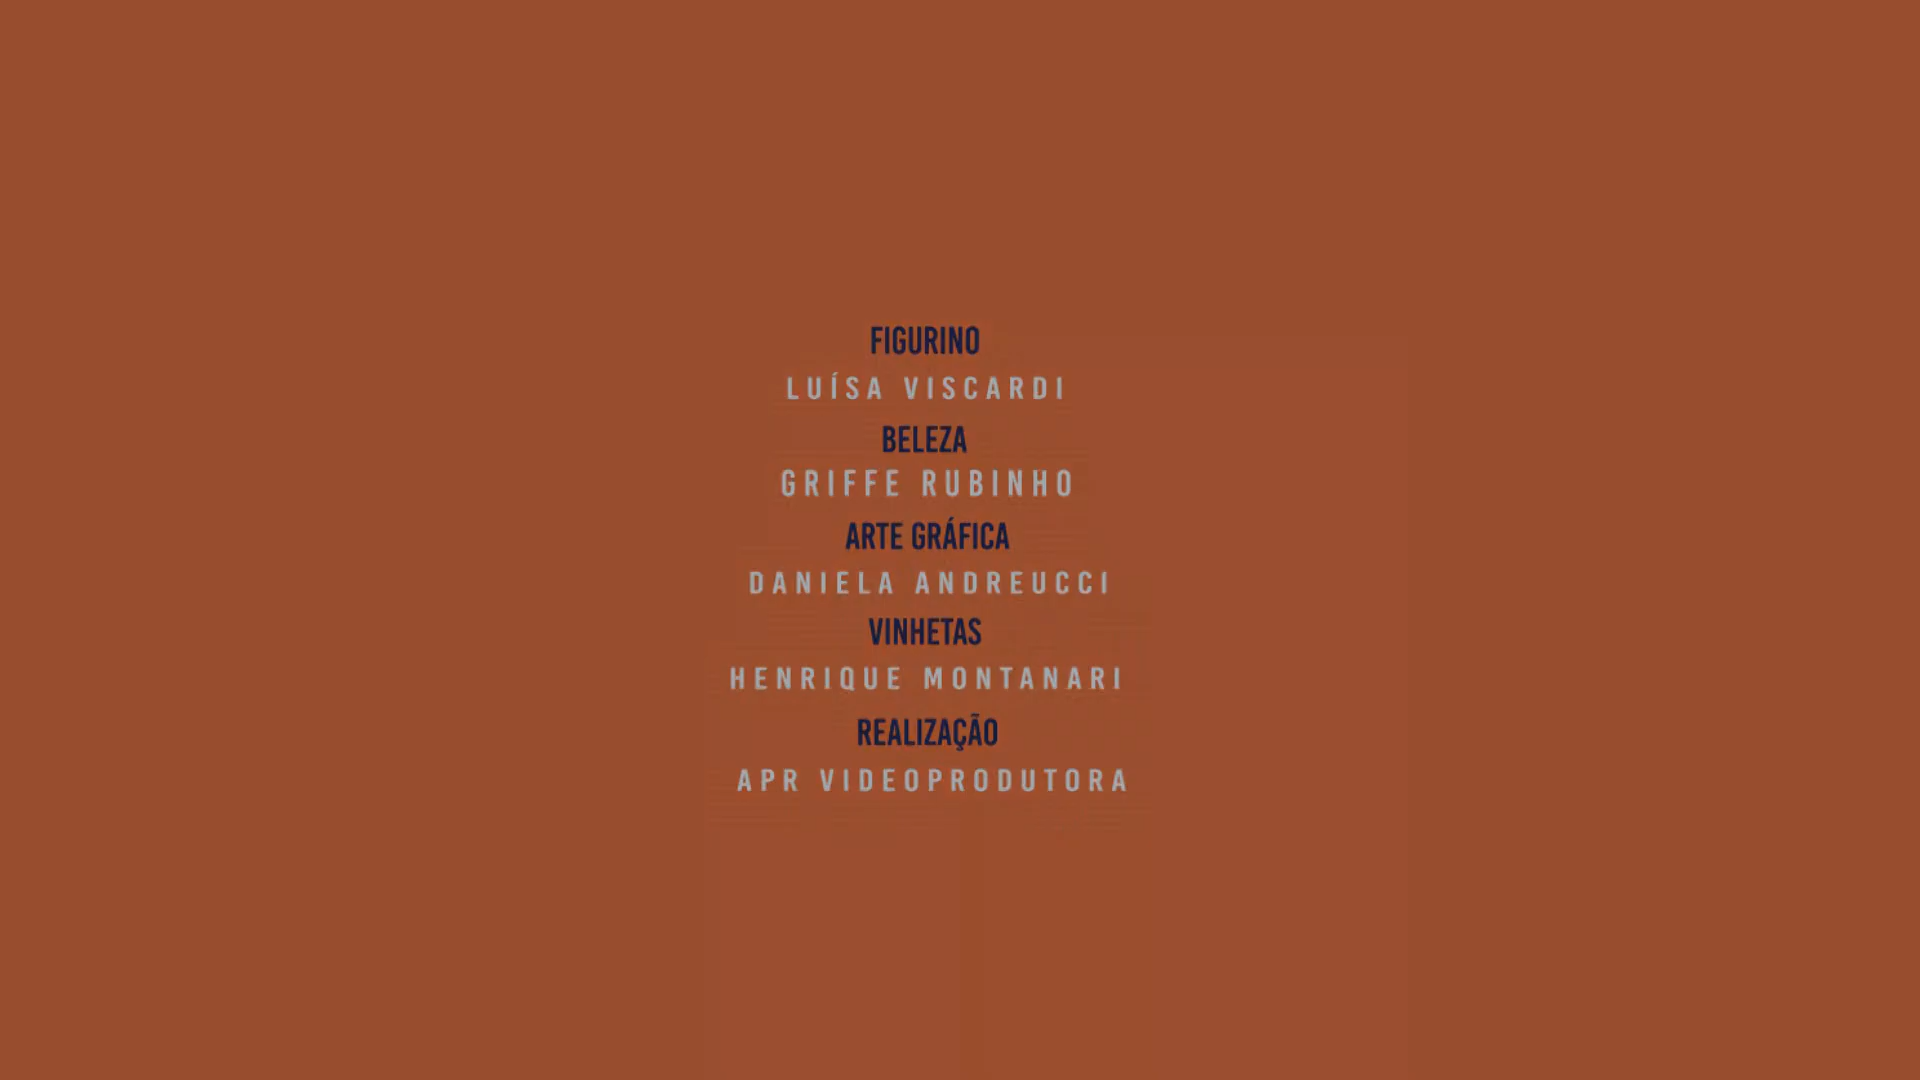 FIGURINO
LUÍSA VISCARDI
BELEZA
GRIFFE RUBINHO
ARTE GRÁFICA
DANIELA ANDREUCCI
VINHETAS
HENRIQUE MONTANARI
REALIZAÇÃO
APR VIDEOPRODUTORA